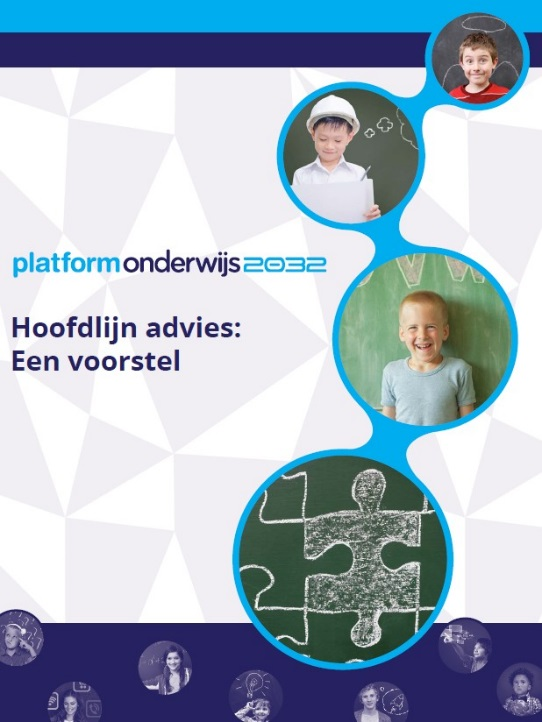 platformonderwijs2032
Hoofdlijn advies:
Een voorstel